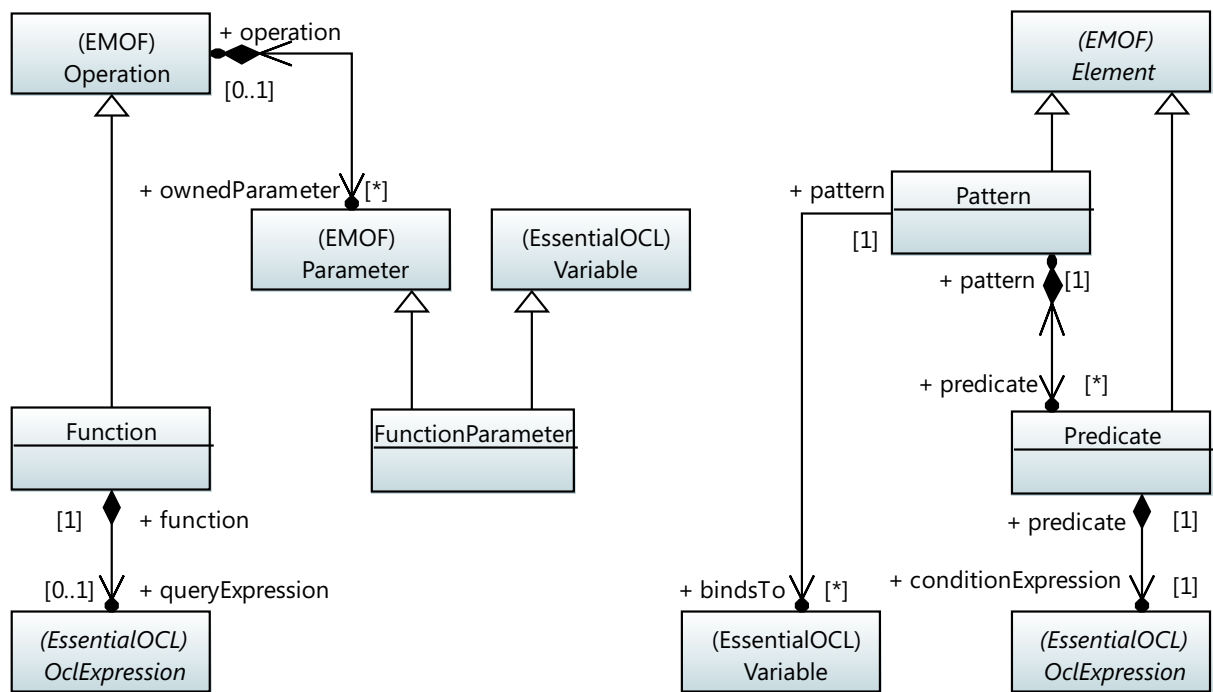 (EMOF)
Operation
+ operation
[0..1]
+ ownedParameter
[*]
(EMOF)
Parameter
(EssentialOCL)
Variable
Function
FunctionParameter
[1]
+ function
[0..1]
+ queryExpression
(EssentialOCL)
OclExpression
(EMOF)
Element
+ pattern
[1]
Pattern
+ pattern
[1]
+ predicate
[*]
Predicate
+ predicate
[1]
+ bindsTo
[*]
+ conditionExpression
[1]
(EssentialOCL)
Variable
(EssentialOCL)
OclExpression